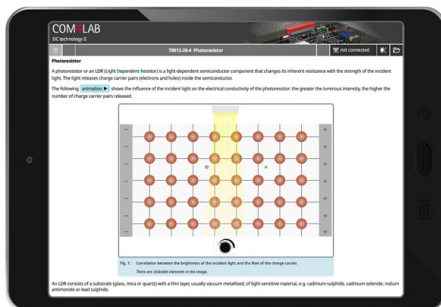 COM4LAB
DC technology II
70013-20-4 Photoresistor
not connected
Photoresistor
A photoresistor or an LDR (Light Dependent Resistor) is a light-dependent semiconductor component that changes its inherent resistance with the strength of the incident
light. The light releases charge carrier pairs (electrons and holes) inside the semiconductor.
The following animation ▶ shows the influence of the incident light on the electrical conductivity of the photoresistor: the greater the luminous intensity, the higher the
number of charge carrier pairs released.
Fig. 1: Correlation between the brightness of the incident light and the flow of the charge carrier.
There are clickable elements in the image.
An LDR consists of a substrate (glass, mica or quartz) with a thin layer, usually vacuum metallised, of light-sensitive material, e.g. cadmium sulphide, cadmium selenide, indium
antimonide or lead sulphide.